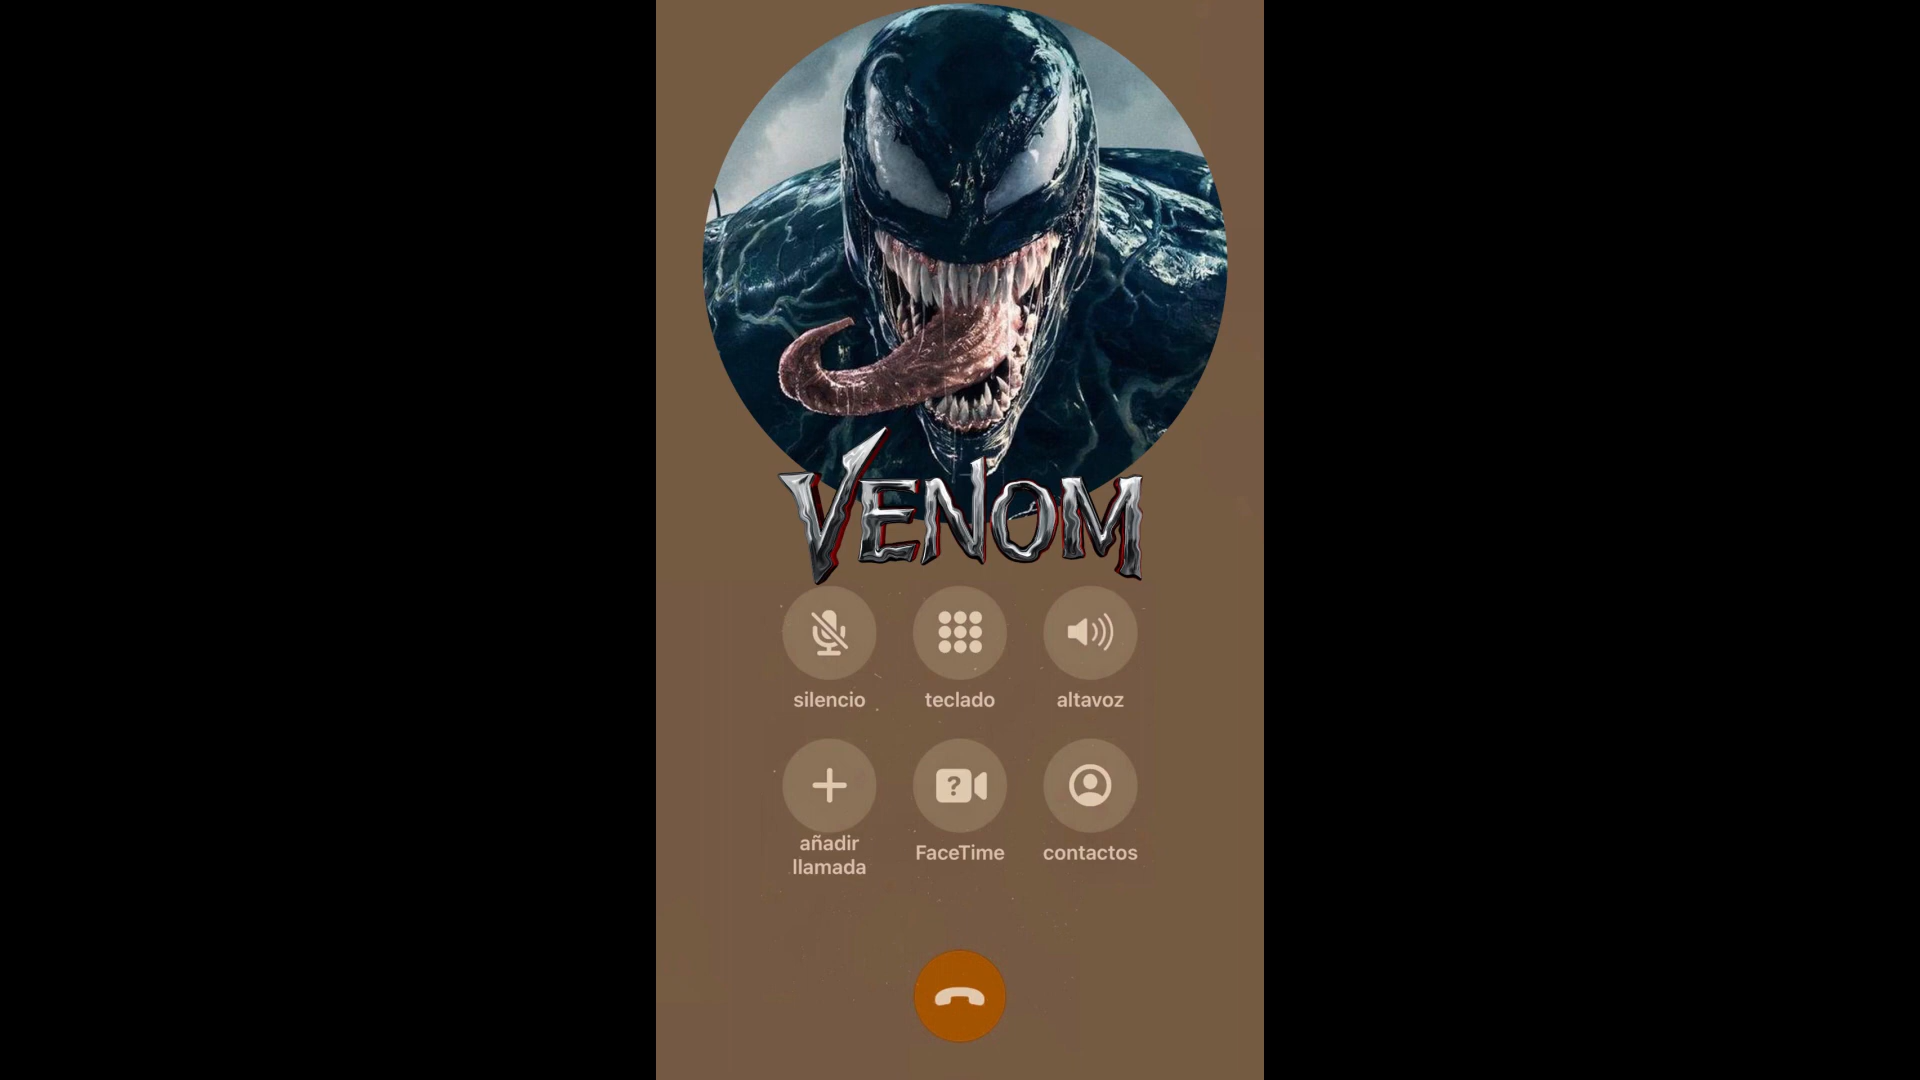 VENOM
silencio
teclado
altavoz
añadir
llamada
FaceTime
contactos